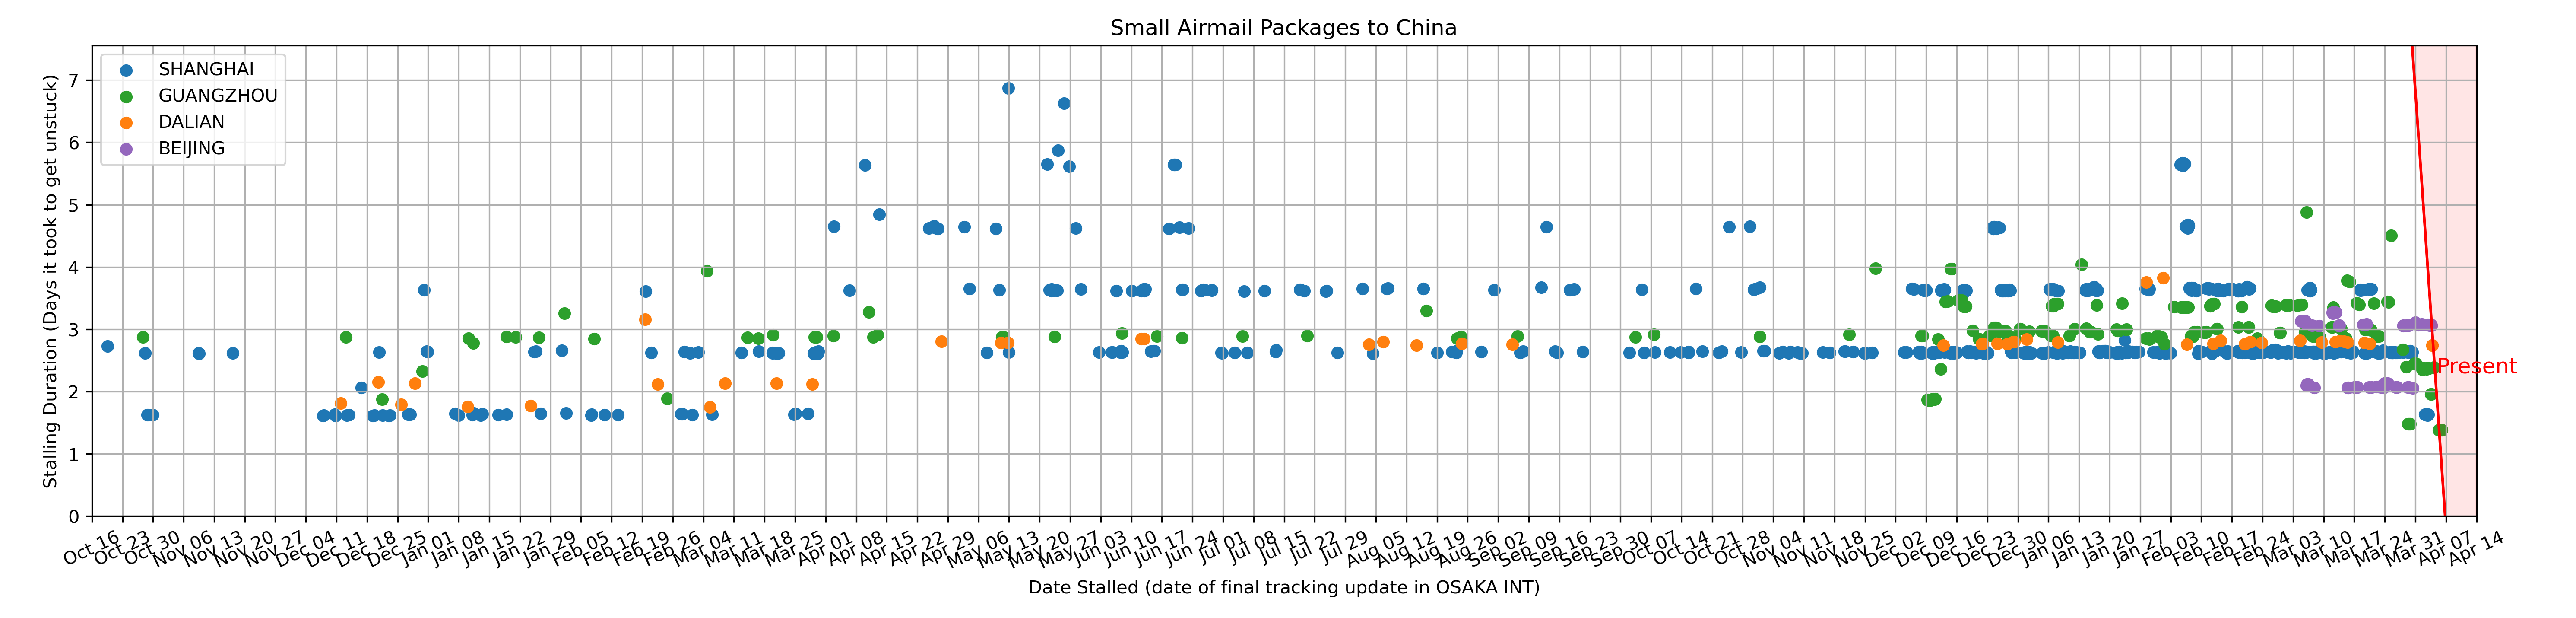 Small Airmail Packages to China
SHANGHAI
GUANGZHOU
DALIAN
BEIJING
Stalling Duration (Days it took to get unstuck)
7
6
5
4
3
2
1
0
Present
Oct 16 Oct 23 Oct 30 Nov 06 Nov 13 Nov 20 Nov 27 Dec 04 Dec 11 Dec 18 Dec 25 Jan 01 Jan 08 Jan 15 Jan 22 Jan 29 Feb 05 Feb 12 Feb 19 Feb 26 Mar 04 Mar 11 Mar 18 Mar 25 Apr 01 Apr 08 Apr 15 Apr 22 Apr 29 May 06 May 13 May 20 May 27 Jun 03 Jun 10 Jun 17 Jun 24 Jul 01 Jul 08 Jul 15 Jul 22 Jul 29 Aug 05 Aug 12 Aug 19 Aug 26 Sep 02 Sep 09 Sep 16 Sep 23 Sep 30 Oct 07 Oct 14 Oct 21 Oct 28 Nov 04 Nov 11 Nov 18 Nov 25 Dec 02 Dec 09 Dec 16 Dec 23 Dec 30 Jan 06 Jan 13 Jan 20 Jan 27 Feb 03 Feb 10 Feb 17 Feb 24 Mar 03 Mar 10 Mar 17 Mar 24 Mar 31 Apr 07 Apr 14
Date Stalled (date of final tracking update in OSAKA INT)